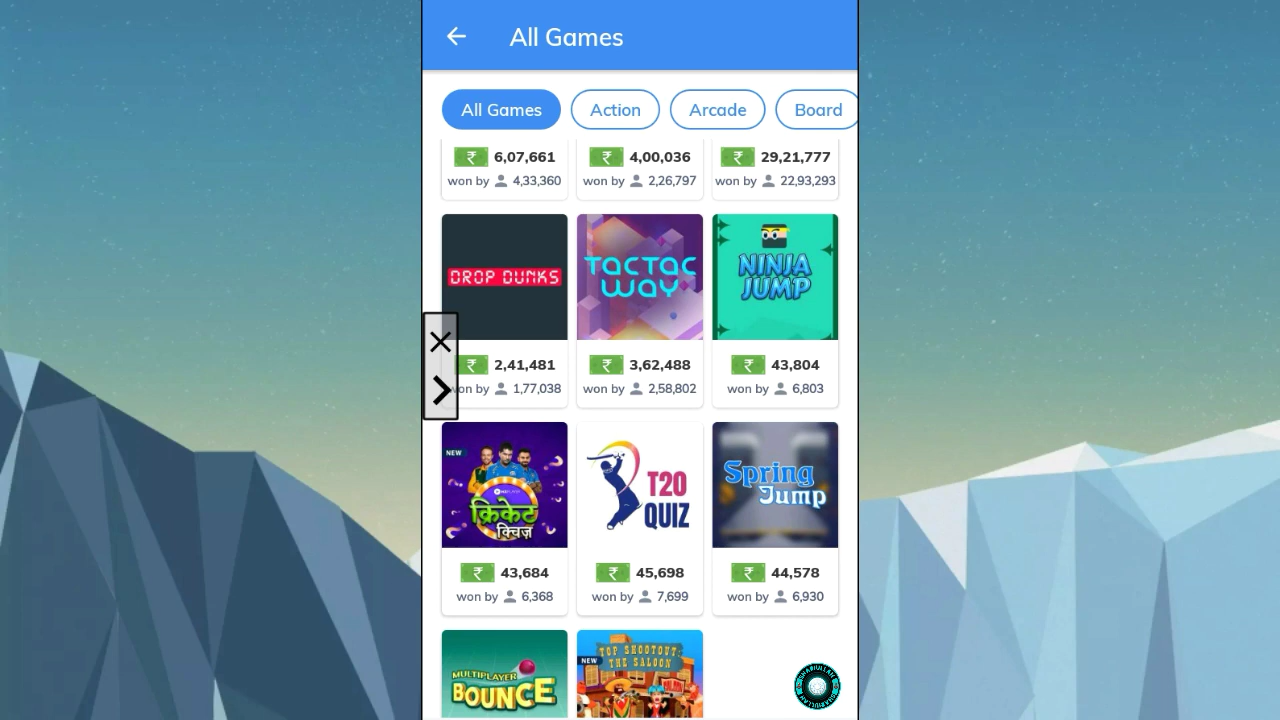 All Games
All Games Action Arcade Board
₹ 6,07,661 ₹ 4,00,036 ₹ 29,21,777
won by 4,33,360 won by 2,26,797 won by 22,93,293
DROP DUNKS
TACTAC
WAY
NINJA
JUMP
₹ 2,41,481 ₹ 3,62,488 ₹ 43,804
won by 1,77,038 won by 2,58,802 won by 6,803
NEW
क्रिकेट
क्विज़
T20
QUIZ
Spring
Jump
₹ 43,684 ₹ 45,698 ₹ 44,578
won by 6,368 won by 7,699 won by 6,930
MULTIPLAYER
BOUNCE
TOP SHOOTOUT:
THE SALOON
NEW